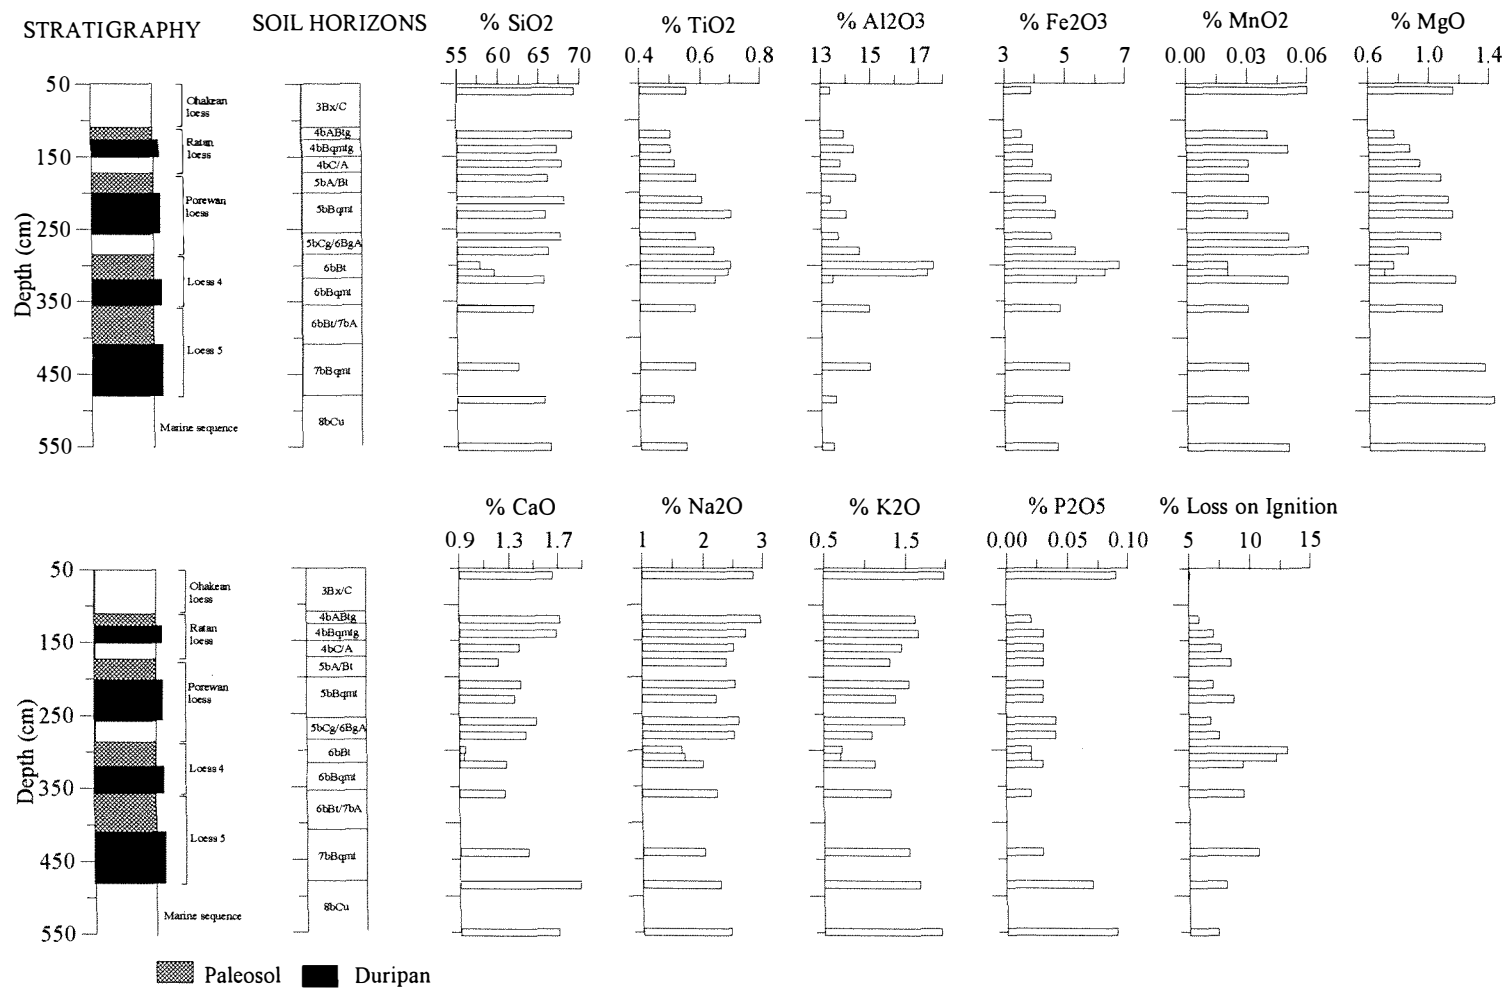 STRATIGRAPHY
SOIL HORIZONS
% SiO2
% TiO2
% Al2O3
% Fe2O3
% MnO2
% MgO
55 60 65 70
0.4 0.6 0.8
13 15 17
3 5 7
0.00 0.03 0.06
0.6 1.0 1.4
Depth (cm)
50
150
250
350
450
550
Ohakean
loess
Ratan
loess
Porewan
loess
Loess 4
Loess 5
Marine sequence
3Bx/C
4bABtg
4bBqmtg
4bC/A
5bA/Bt
5bBqmt
5bCg/6BgA
6bBt
6bBqmt
6bBt/7bA
7bBqmt
8bCu
% CaO
% Na2O
% K2O
% P2O5
% Loss on Ignition
0.9 1.3 1.7
1 2 3
0.5 1.5
0.00 0.05 0.10
5 10 15
Depth (cm)
50
150
250
350
450
550
Ohakean
loess
Ratan
loess
Porewan
loess
Loess 4
Loess 5
Marine sequence
3Bx/C
4bABtg
4bBqmtg
4bC/A
5bA/Bt
5bBqmt
5bCg/6BgA
6bBt
6bBqmt
6bBt/7bA
7bBqmt
8bCu
Paleosol
Duripan